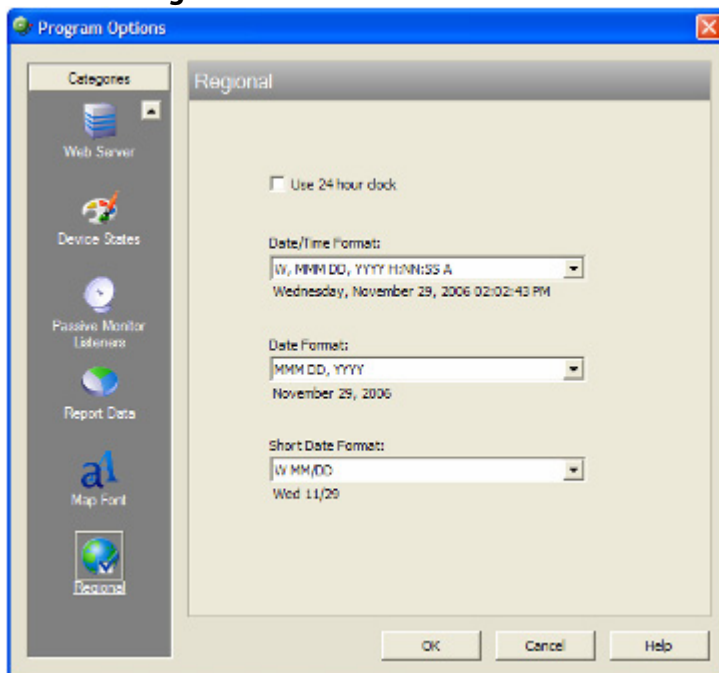 Program Options
Categories
Regional
Web Server
Device States
Passive Monitor
Listeners
Report Data
Map Font
Regional
Use 24 hour clock
Date/Time Format:
W, MMM DD, YYYY H:NN:SS A
Wednesday, November 29, 2006 02:02:43 PM
Date Format:
MMM DD, YYYY
November 29, 2006
Short Date Format:
W MM/DD
Wed 11/29
OK
Cancel
Help